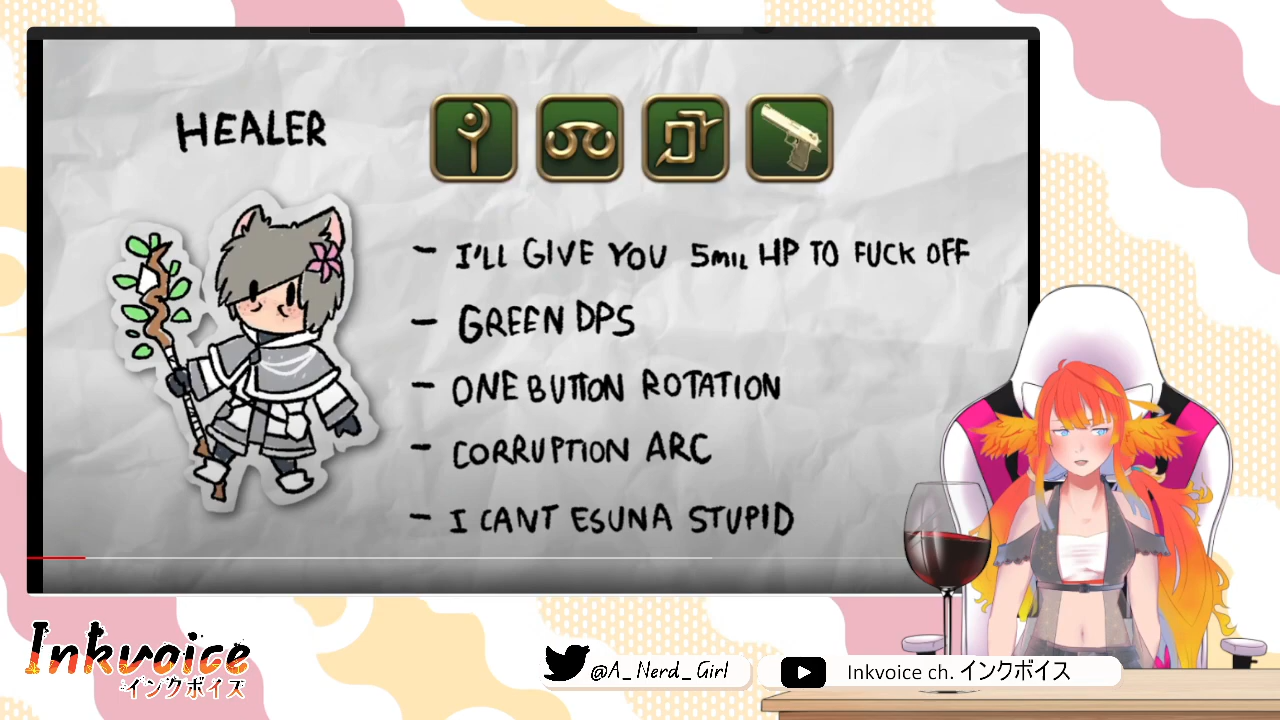 HEALER
- I'LL GIVE YOU 5MIL HP TO FUCK OFF
- GREEN DPS
- ONE BUTTON ROTATION
- CORRUPTION ARC
- I CANT ESUNA STUPID
Inkvoice
インクボイス
@A_Nerd_Girl
Inkvoice ch. インクボイス